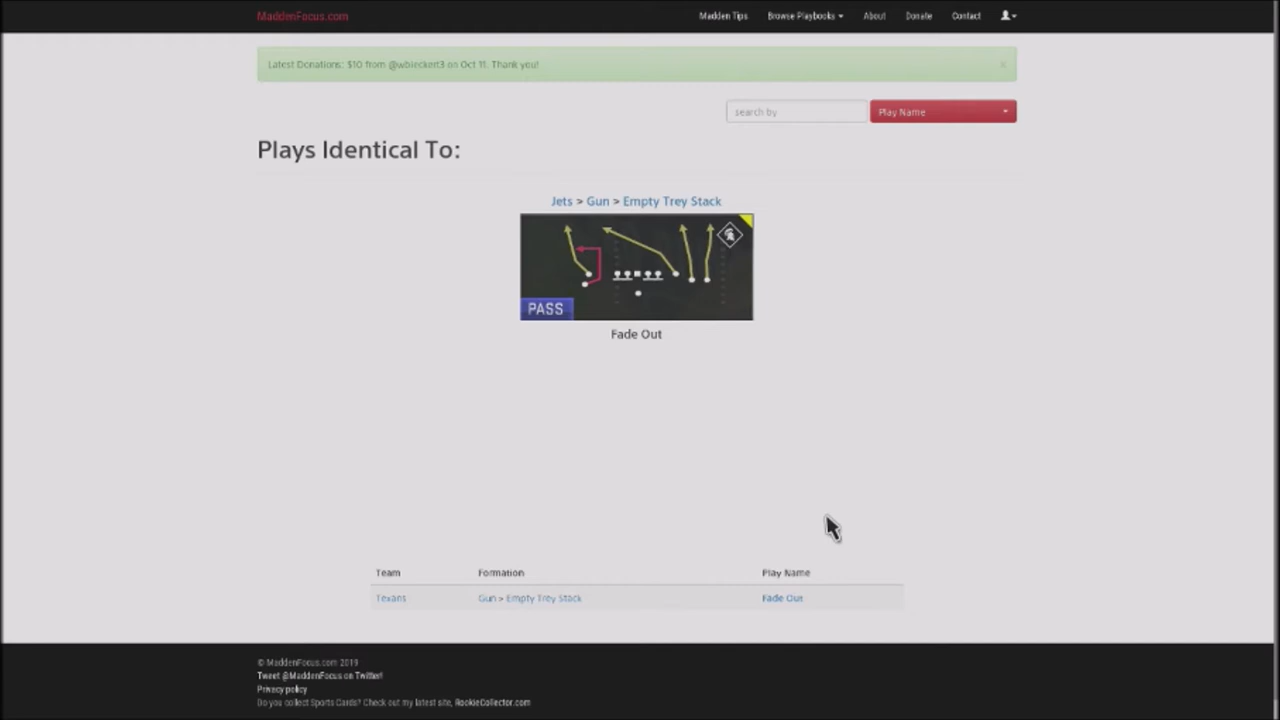 MaddenFocus.com
Madden Tips Browse Playbooks About Donate Contact
Latest Donations: $10 from @wbieckert3 on Oct 11. Thank you! ×
search by Play Name
Plays Identical To:
Jets > Gun > Empty Trey Stack
PASS
Fade Out
Team Formation Play Name
Texans Gun > Empty Trey Stack Fade Out
© MaddenFocus.com 2019
Tweet @MaddenFocus on Twitter!
Privacy policy
Do you collect Sports Cards? Check out my latest site, RookieCollector.com